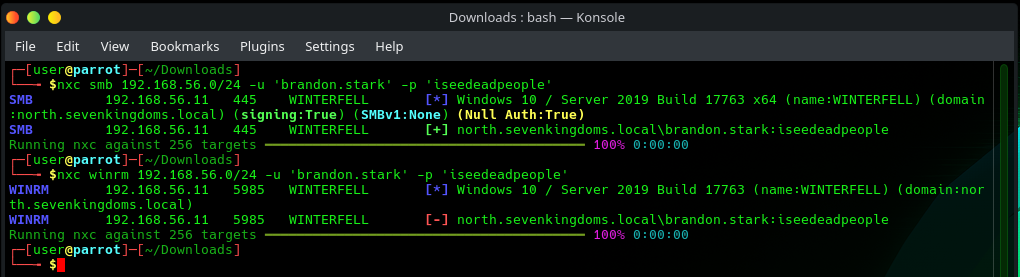 Downloads : bash — Konsole
File Edit View Bookmarks Plugins Settings Help
┌─[user@parrot]─[~/Downloads]
└──╼ $nxc smb 192.168.56.0/24 -u 'brandon.stark' -p 'iseedeadpeople'
SMB 192.168.56.11 445 WINTERFELL [*] Windows 10 / Server 2019 Build 17763 x64 (name:WINTERFELL) (domain
:north.sevenkingdoms.local) (signing:True) (SMBv1:None) (Null Auth:True)
SMB 192.168.56.11 445 WINTERFELL [+] north.sevenkingdoms.local\brandon.stark:iseedeadpeople
Running nxc against 256 targets ━━━━━━━━━━━━━━━━━━━━━━━━━━━━━━━━━━━━━━━━ 100% 0:00:00
┌─[user@parrot]─[~/Downloads]
└──╼ $nxc winrm 192.168.56.0/24 -u 'brandon.stark' -p 'iseedeadpeople'
WINRM 192.168.56.11 5985 WINTERFELL [*] Windows 10 / Server 2019 Build 17763 (name:WINTERFELL) (domain:nor
th.sevenkingdoms.local)
WINRM 192.168.56.11 5985 WINTERFELL [-] north.sevenkingdoms.local\brandon.stark:iseedeadpeople
Running nxc against 256 targets ━━━━━━━━━━━━━━━━━━━━━━━━━━━━━━━━━━━━━━━━ 100% 0:00:00
┌─[user@parrot]─[~/Downloads]
└──╼ $